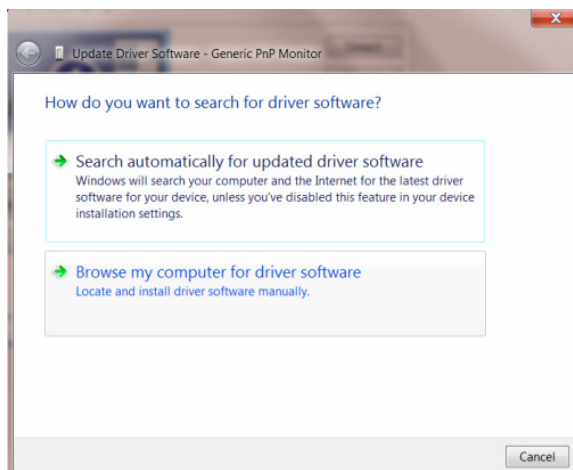 Update Driver Software - Generic PnP Monitor
How do you want to search for driver software?
Search automatically for updated driver software
Windows will search your computer and the Internet for the latest driver
software for your device, unless you've disabled this feature in your device
installation settings.
Browse my computer for driver software
Locate and install driver software manually.
Cancel